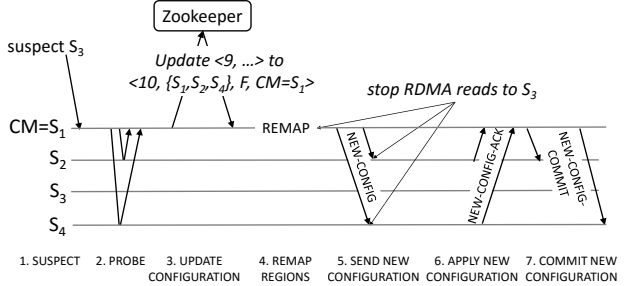 Zookeeper
suspect S3
Update <9, …> to
<10, {S1,S2,S4}, F, CM=S1>
stop RDMA reads to S3
CM=S1
REMAP
S2
S3
S4
NEW-CONFIG
NEW-CONFIG-ACK
NEW-CONFIG-
COMMIT
1. SUSPECT
2. PROBE
3. UPDATE
CONFIGURATION
4. REMAP
REGIONS
5. SEND NEW
CONFIGURATION
6. APPLY NEW
CONFIGURATION
7. COMMIT NEW
CONFIGURATION